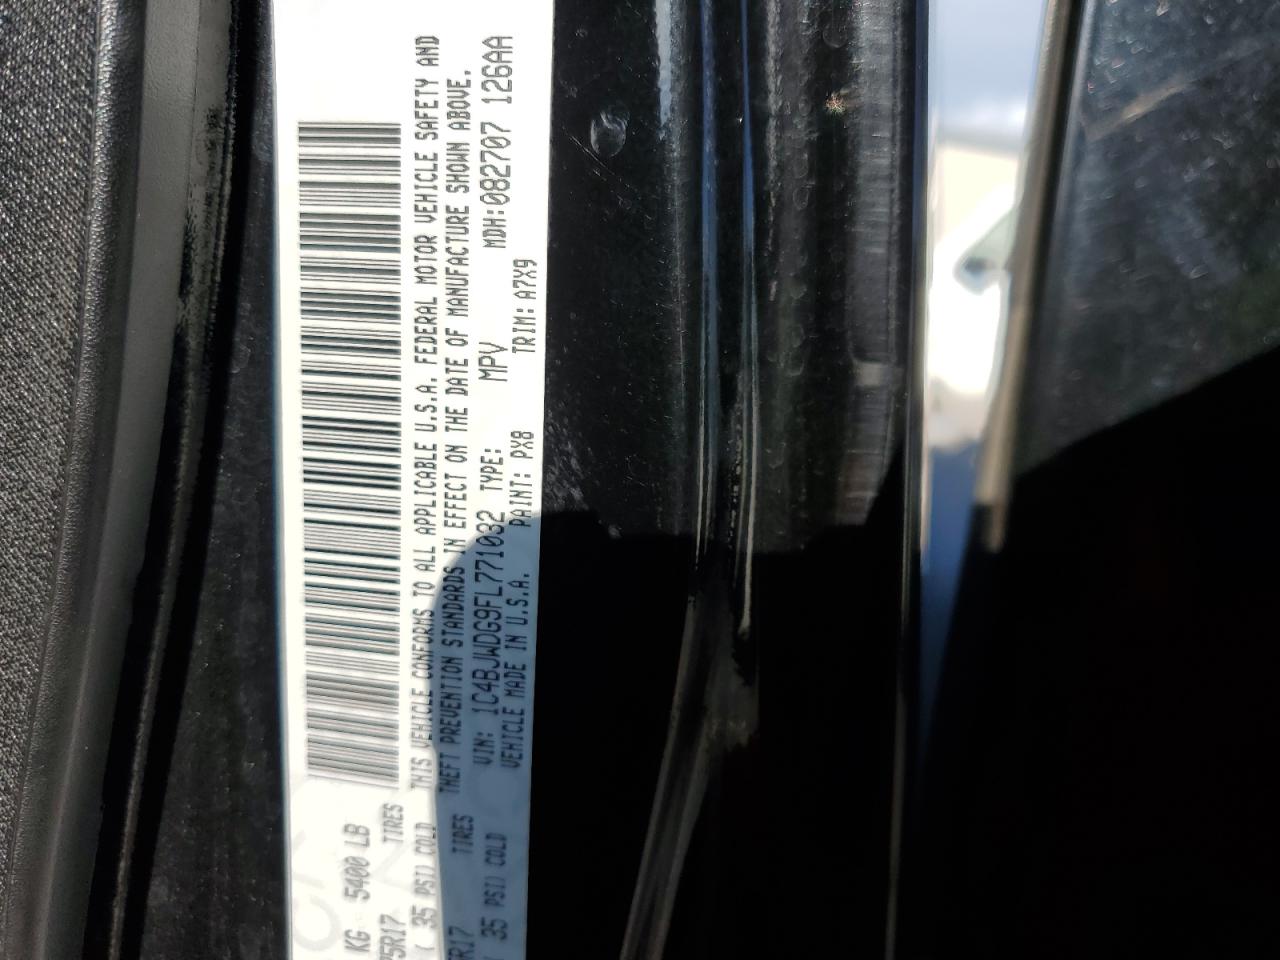 KG 5400 LB
5R17 TIRES
( 35 PSI) COLD
THIS VEHICLE CONFORMS TO ALL APPLICABLE U.S.A. FEDERAL MOTOR VEHICLE SAFETY AND
THEFT PREVENTION STANDARDS IN EFFECT ON THE DATE OF MANUFACTURE SHOWN ABOVE.
R17 TIRES
( 35 PSI) COLD
VIN: 1C4BJWDG9FL771032 TYPE: MPV MDH:082707 126AA
VEHICLE MADE IN U.S.A. PAINT: PX8 TRIM: A7X9